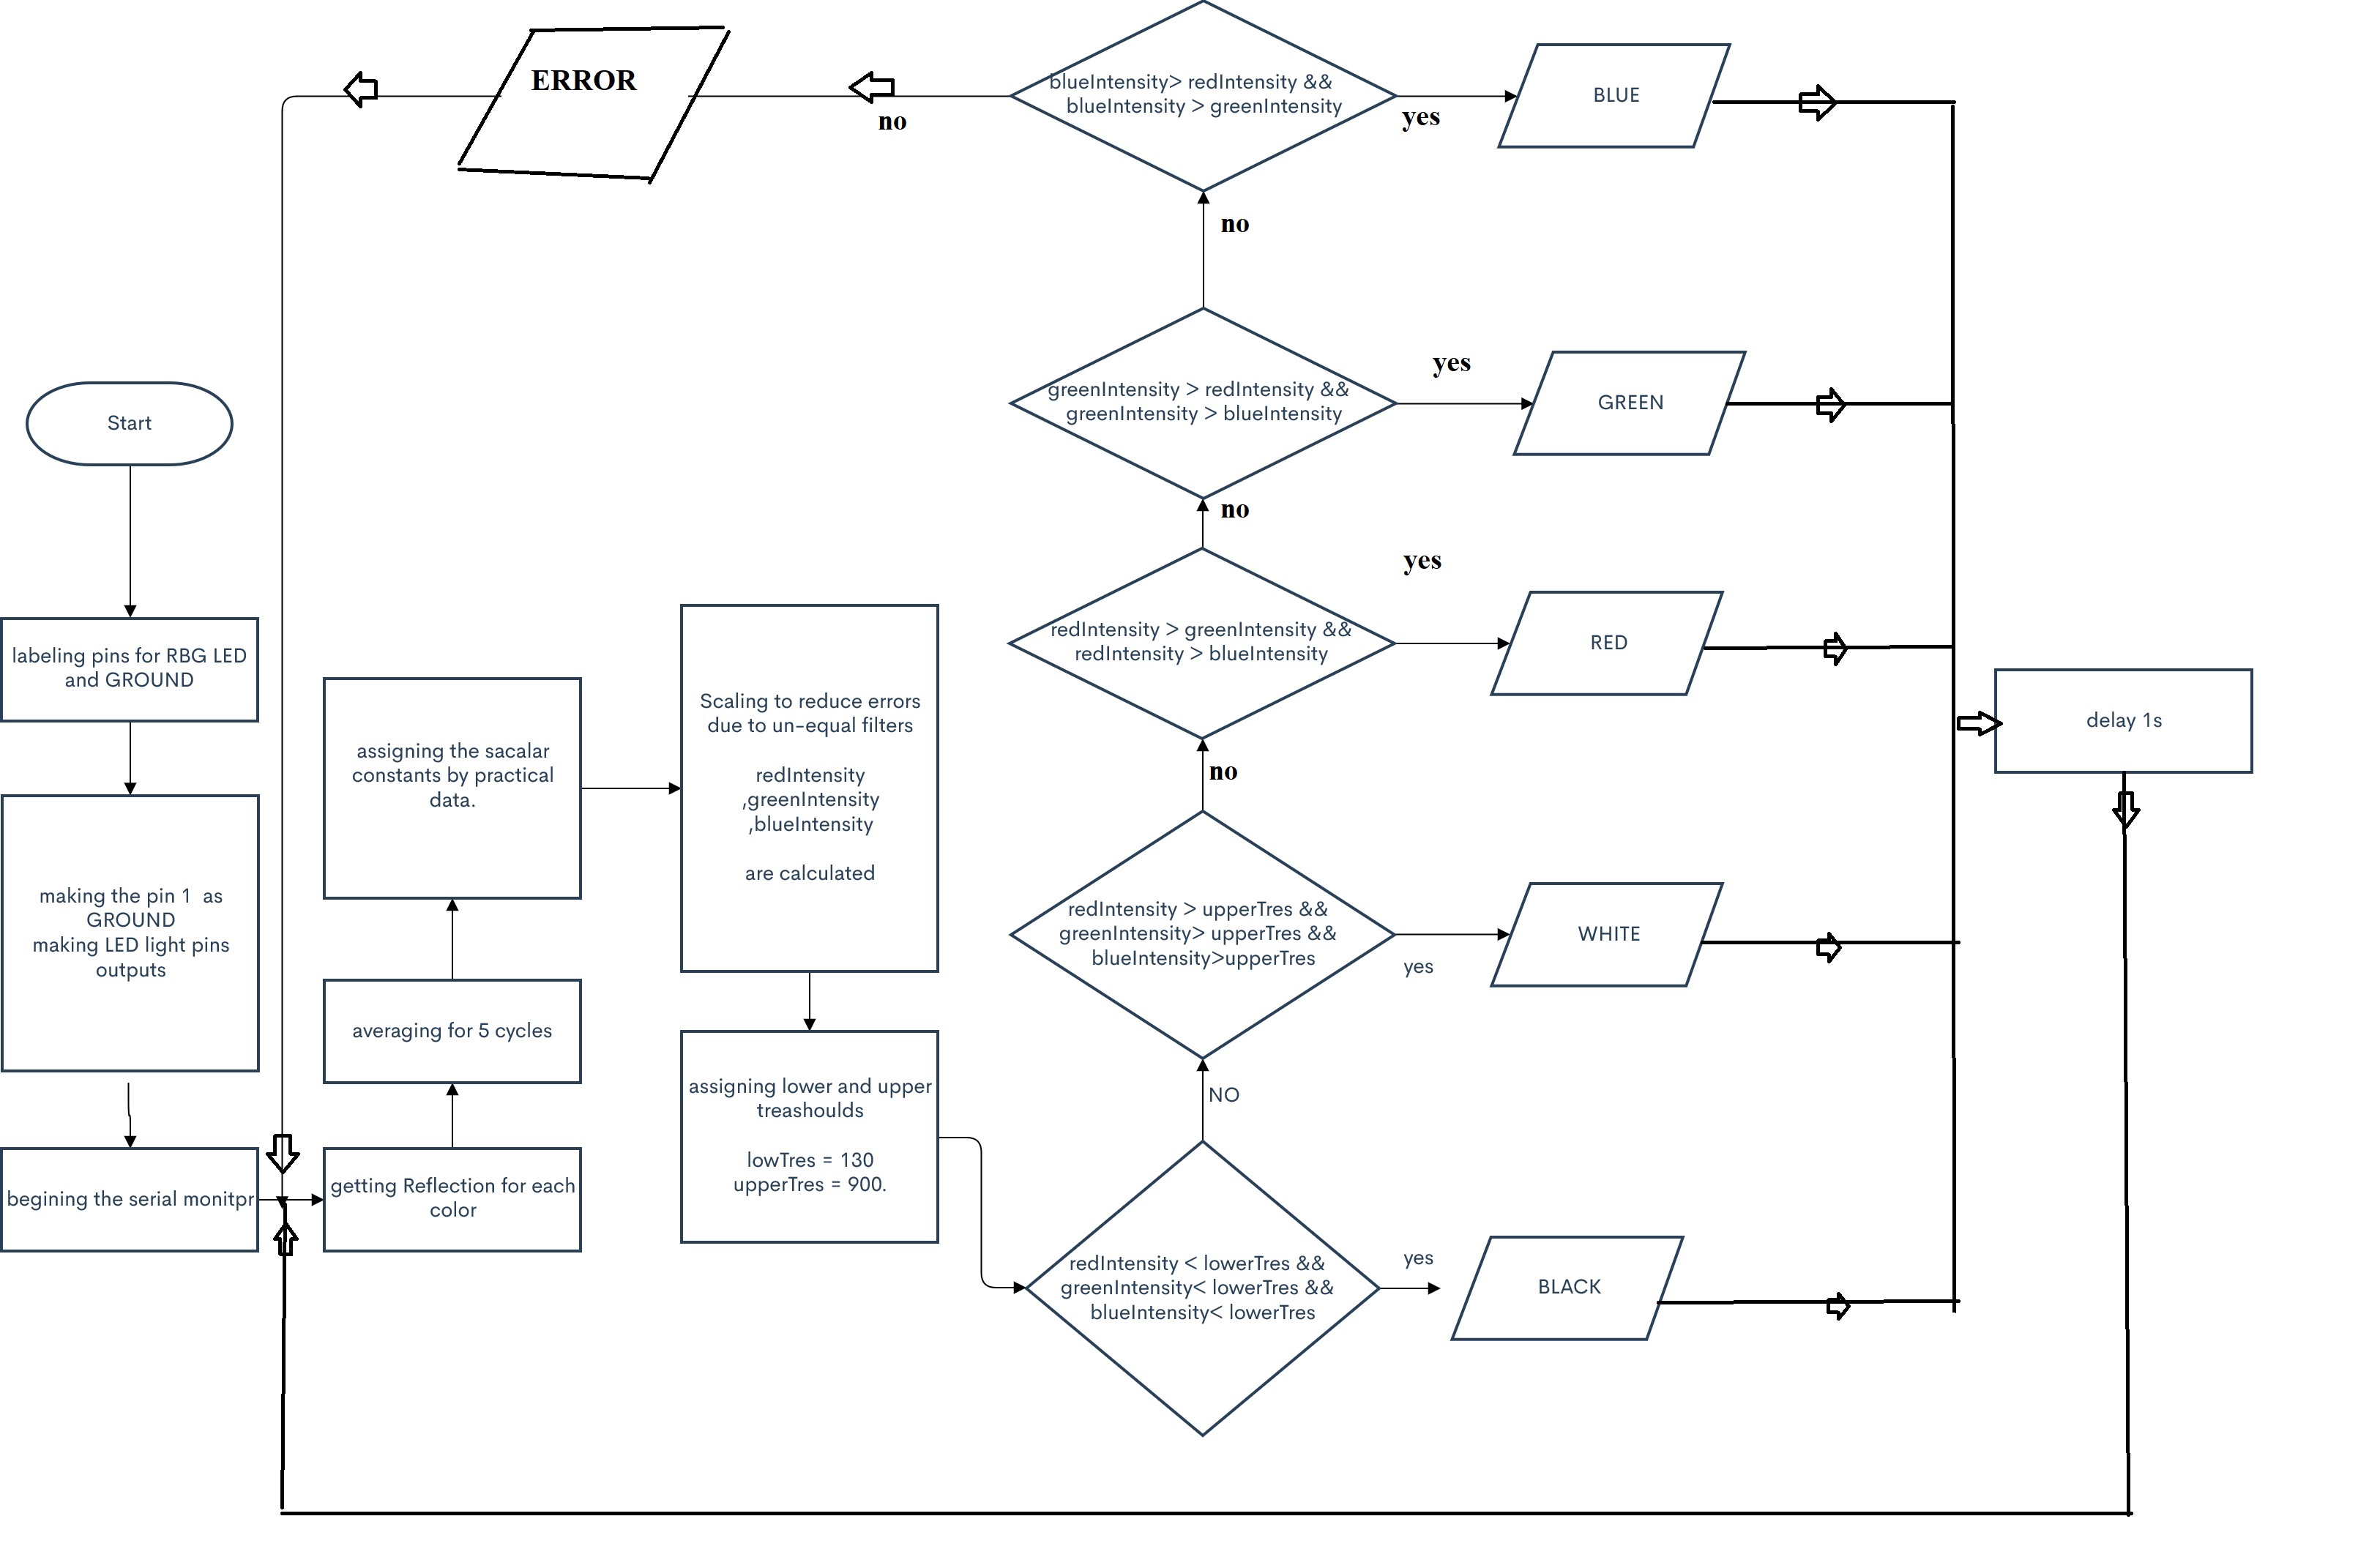 Start
labeling pins for RBG LED
and GROUND
making the pin 1 as
GROUND
making LED light pins
outputs
begining the serial monitpr
getting Reflection for each
color
averaging for 5 cycles
assigning the sacalar
constants by practical
data.
Scaling to reduce errors
due to un-equal filters
redIntensity
,greenIntensity
,blueIntensity
are calculated
assigning lower and upper
treashoulds
lowTres = 130
upperTres = 900.
redIntensity < lowerTres &&
greenIntensity< lowerTres &&
blueIntensity< lowerTres
yes
BLACK
NO
redIntensity > upperTres &&
greenIntensity> upperTres &&
blueIntensity>upperTres
yes
WHITE
no
redIntensity > greenIntensity &&
redIntensity > blueIntensity
yes
RED
no
greenIntensity > redIntensity &&
greenIntensity > blueIntensity
yes
GREEN
no
blueIntensity> redIntensity &&
blueIntensity > greenIntensity
yes
BLUE
no
ERROR
delay 1s